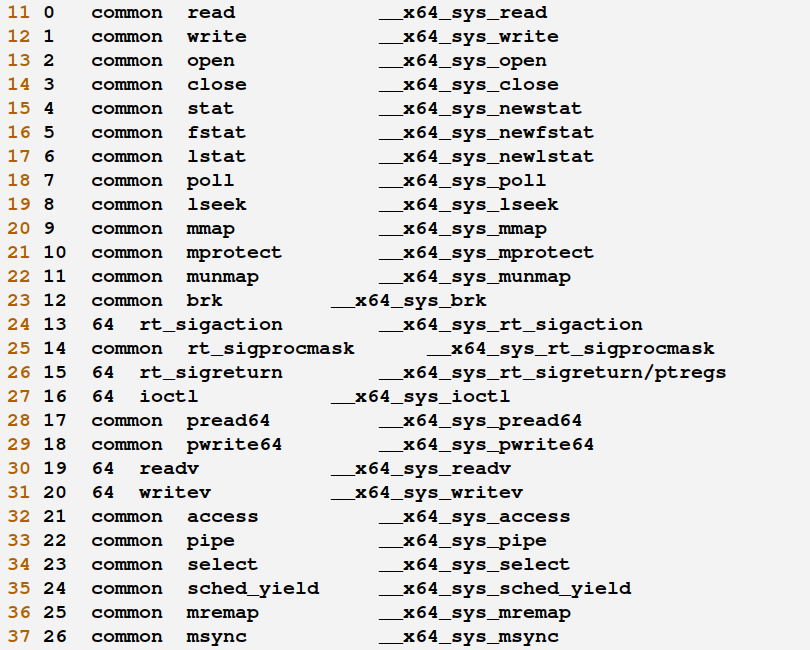 11 0   common  read            __x64_sys_read
12 1   common  write           __x64_sys_write
13 2   common  open            __x64_sys_open
14 3   common  close           __x64_sys_close
15 4   common  stat            __x64_sys_newstat
16 5   common  fstat           __x64_sys_newfstat
17 6   common  lstat           __x64_sys_newlstat
18 7   common  poll            __x64_sys_poll
19 8   common  lseek           __x64_sys_lseek
20 9   common  mmap            __x64_sys_mmap
21 10  common  mprotect        __x64_sys_mprotect
22 11  common  munmap          __x64_sys_munmap
23 12  common  brk         __x64_sys_brk
24 13  64  rt_sigaction        __x64_sys_rt_sigaction
25 14  common  rt_sigprocmask      __x64_sys_rt_sigprocmask
26 15  64  rt_sigreturn        __x64_sys_rt_sigreturn/ptregs
27 16  64  ioctl           __x64_sys_ioctl
28 17  common  pread64         __x64_sys_pread64
29 18  common  pwrite64        __x64_sys_pwrite64
30 19  64  readv           __x64_sys_readv
31 20  64  writev          __x64_sys_writev
32 21  common  access          __x64_sys_access
33 22  common  pipe            __x64_sys_pipe
34 23  common  select          __x64_sys_select
35 24  common  sched_yield     __x64_sys_sched_yield
36 25  common  mremap          __x64_sys_mremap
37 26  common  msync           __x64_sys_msync